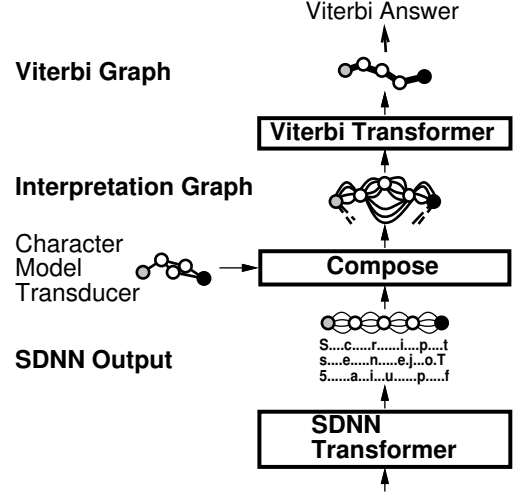 Viterbi Answer
Viterbi Graph
Viterbi Transformer
Interpretation Graph
Character
Model
Transducer
Compose
S....c.....r......i....p....t
s....e.....n....e.j...o.T
5......a...i...u......p.....f
SDNN Output
SDNN
Transformer